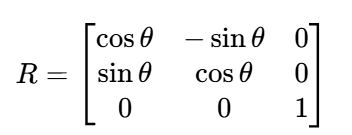 R = [ cos θ  − sin θ  0
sin θ  cos θ  0
0  0  1 ]